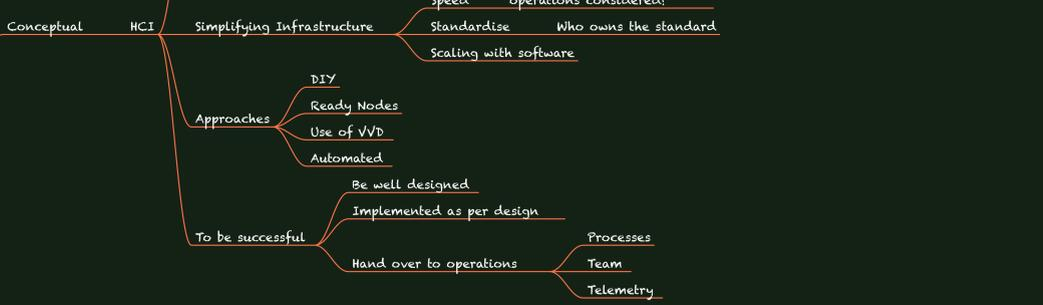 Speed operations considered!
Conceptual HCI Simplifying Infrastructure Standardise Who owns the standard
Scaling with software
DIY
Ready Nodes
Approaches
Use of VVD
Automated
Be well designed
Implemented as per design
To be successful
Processes
Hand over to operations Team
Telemetry